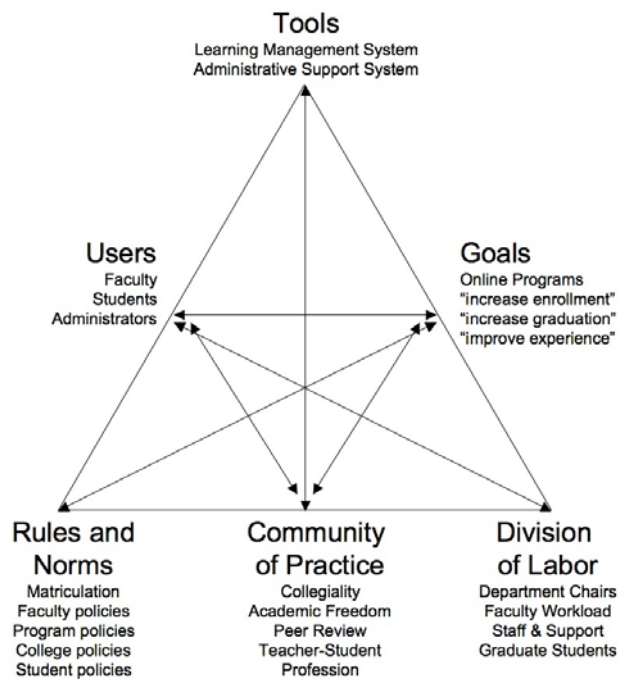 Tools
Learning Management System
Administrative Support System
Users
Faculty
Students
Administrators
Goals
Online Programs
“increase enrollment”
“increase graduation”
“improve experience”
Rules and
Norms
Matriculation
Faculty policies
Program policies
College policies
Student policies
Community
of Practice
Collegiality
Academic Freedom
Peer Review
Teacher-Student
Profession
Division
of Labor
Department Chairs
Faculty Workload
Staff & Support
Graduate Students